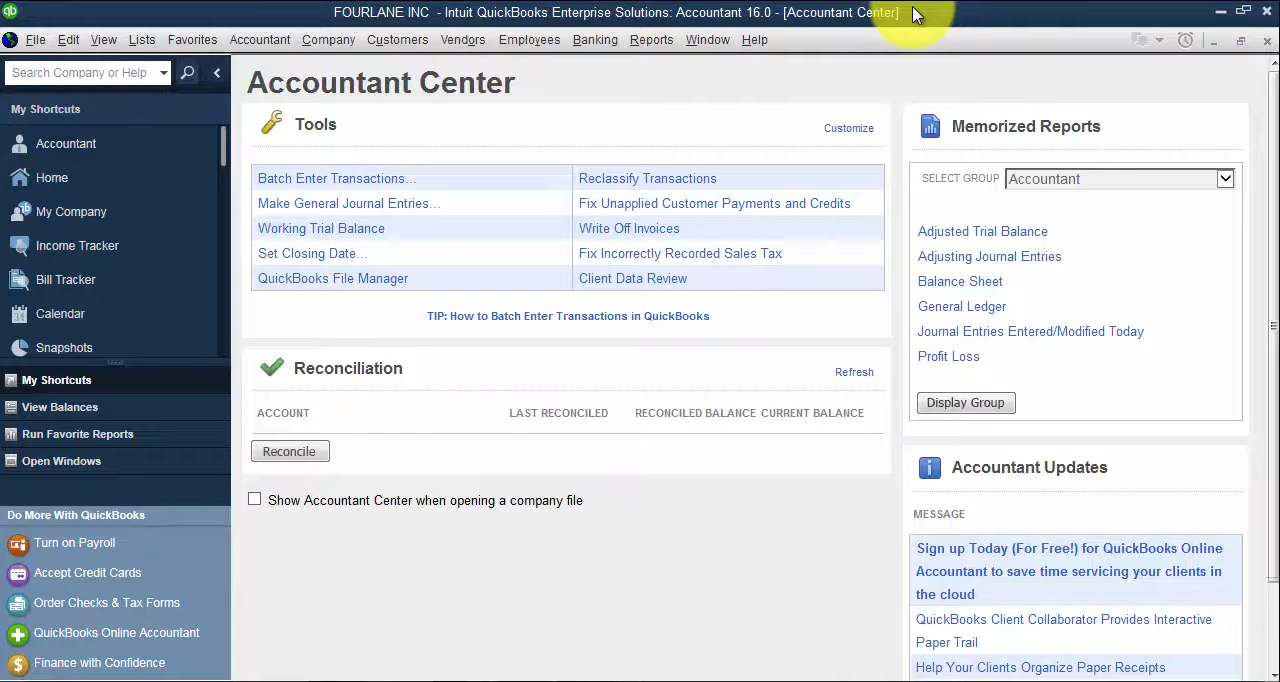 FOURLANE INC - Intuit QuickBooks Enterprise Solutions: Accountant 16.0 - [Accountant Center]
File Edit View Lists Favorites Accountant Company Customers Vendors Employees Banking Reports Window Help
Search Company or Help
My Shortcuts
Accountant
Home
My Company
Income Tracker
Bill Tracker
Calendar
Snapshots
My Shortcuts
View Balances
Run Favorite Reports
Open Windows
Do More With QuickBooks
Turn on Payroll
Accept Credit Cards
Order Checks & Tax Forms
QuickBooks Online Accountant
Finance with Confidence
Accountant Center
Tools
Customize
Batch Enter Transactions...
Reclassify Transactions
Make General Journal Entries...
Fix Unapplied Customer Payments and Credits
Working Trial Balance
Write Off Invoices
Set Closing Date...
Fix Incorrectly Recorded Sales Tax
QuickBooks File Manager
Client Data Review
TIP: How to Batch Enter Transactions in QuickBooks
Reconciliation
Refresh
ACCOUNT LAST RECONCILED RECONCILED BALANCE CURRENT BALANCE
Reconcile
Show Accountant Center when opening a company file
Memorized Reports
SELECT GROUP Accountant
Adjusted Trial Balance
Adjusting Journal Entries
Balance Sheet
General Ledger
Journal Entries Entered/Modified Today
Profit Loss
Display Group
Accountant Updates
MESSAGE
Sign up Today (For Free!) for QuickBooks Online
Accountant to save time servicing your clients in
the cloud
QuickBooks Client Collaborator Provides Interactive
Paper Trail
Help Your Clients Organize Paper Receipts